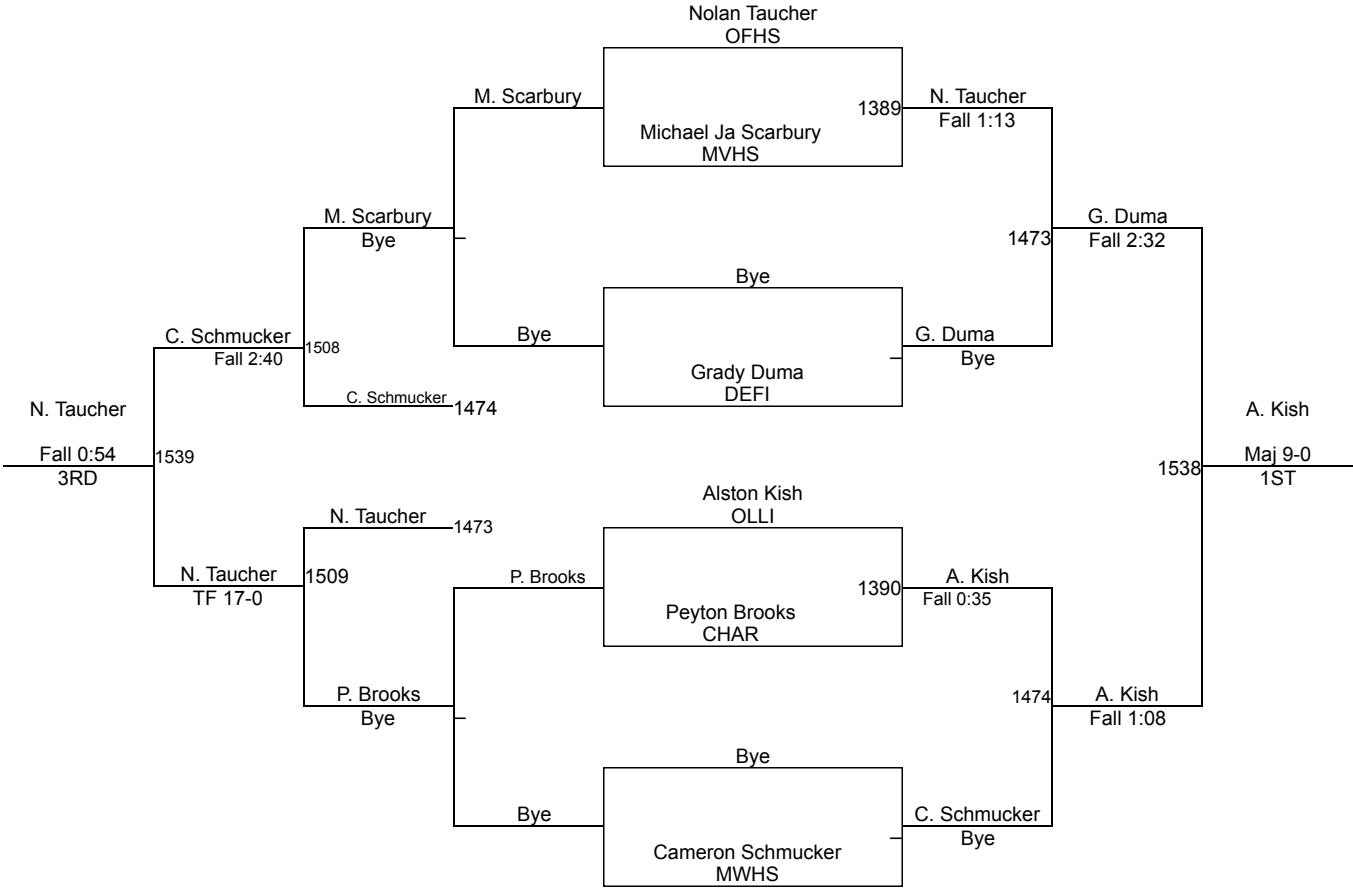 Nolan Taucher
OFHS
M. Scarbury
1389
N. Taucher
Fall 1:13
Michael Ja Scarbury
MVHS
M. Scarbury
Bye
G. Duma
Fall 2:32
1473
Bye
C. Schmucker
Fall 2:40
1508
Bye
G. Duma
Bye
Grady Duma
DEFI
C. Schmucker
1474
N. Taucher
Fall 0:54
3RD
1539
A. Kish
Maj 9-0
1ST
1538
Alston Kish
OLLI
N. Taucher
1473
N. Taucher
TF 17-0
1509
P. Brooks
1390
A. Kish
Fall 0:35
Peyton Brooks
CHAR
P. Brooks
Bye
1474
A. Kish
Fall 1:08
Bye
Bye
C. Schmucker
Bye
Cameron Schmucker
MWHS